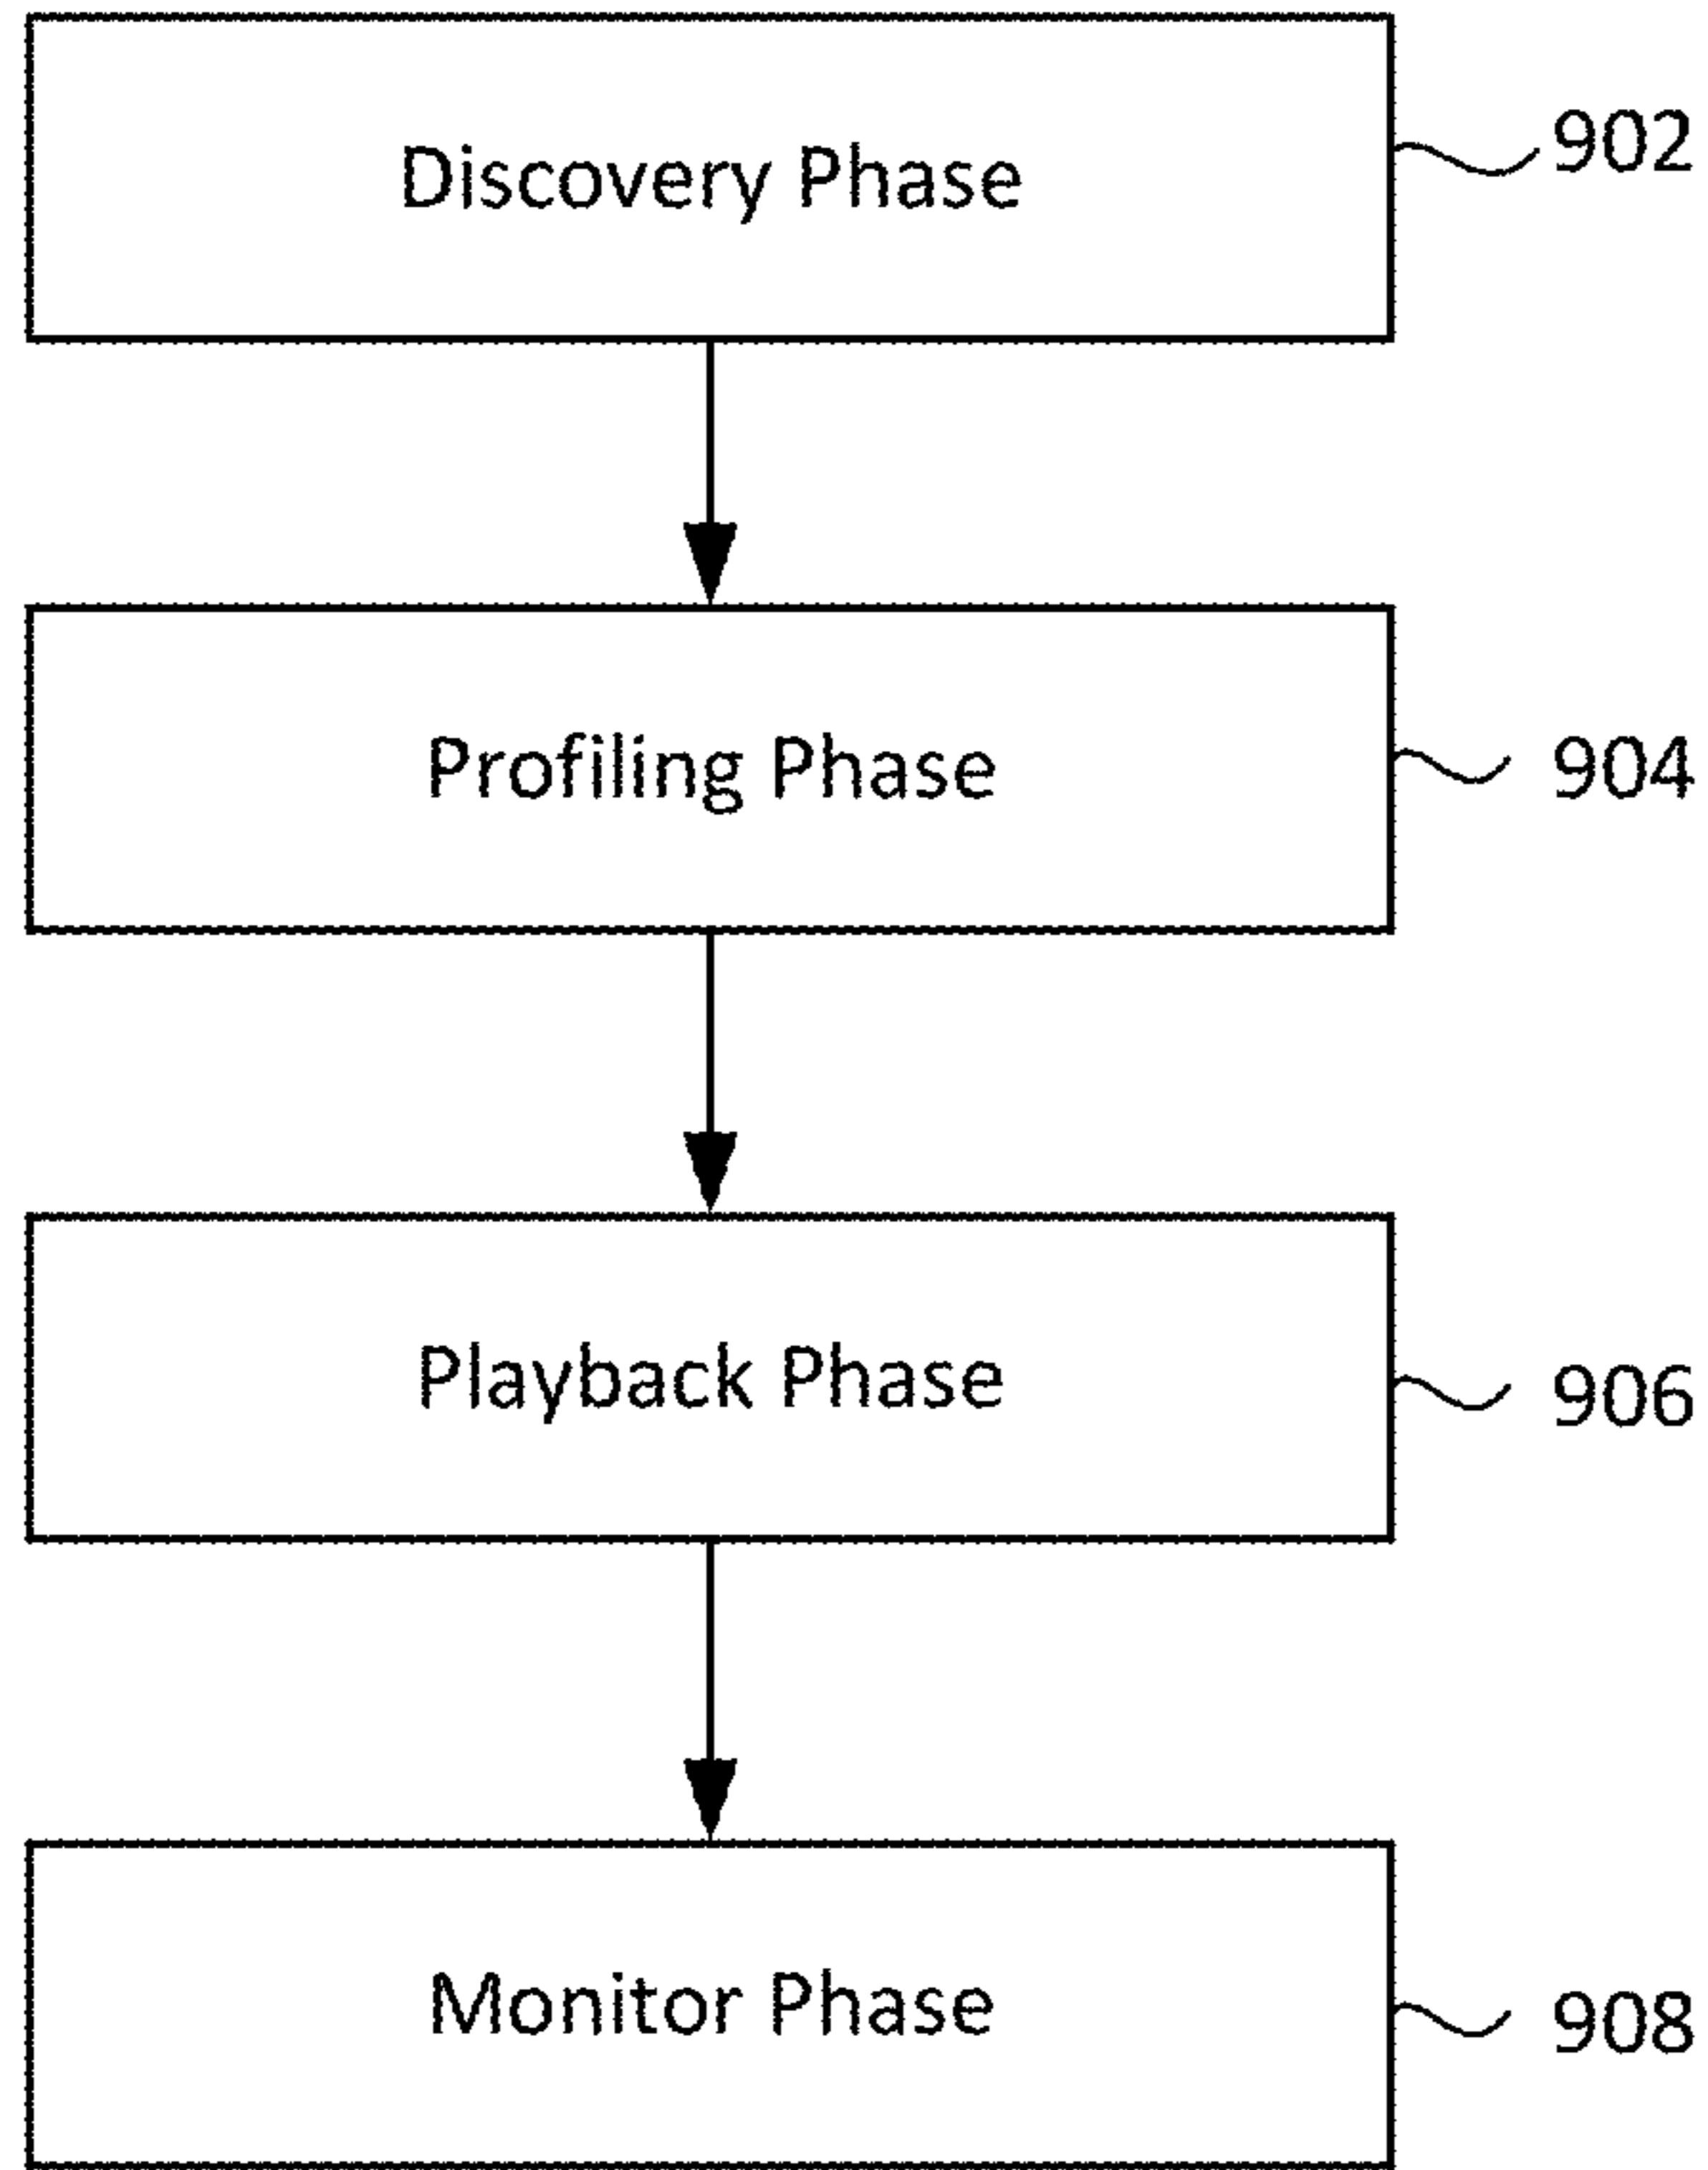 Discovery Phase
902
Profiling Phase
904
Playback Phase
906
Monitor Phase
908